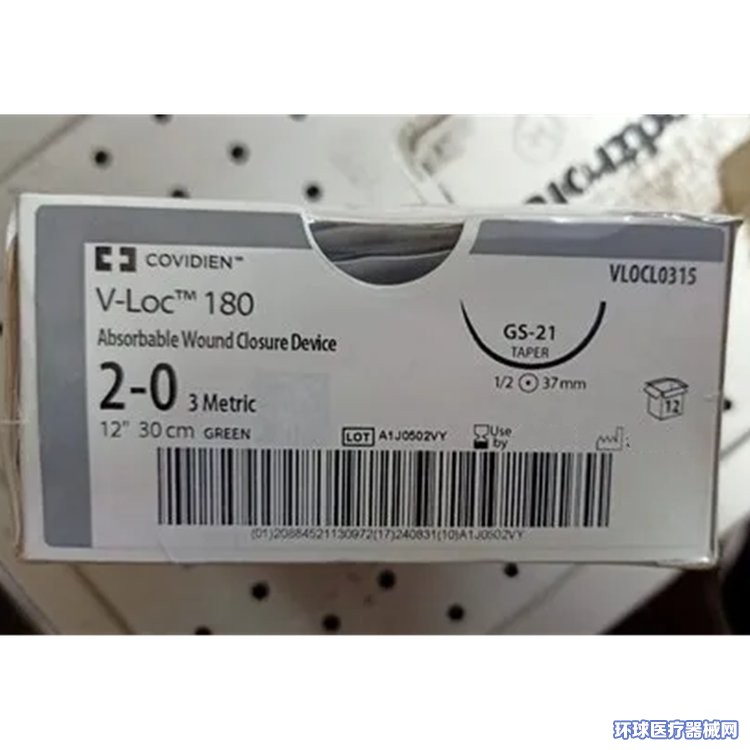 COVIDIEN™
VLOCL0315
V-Loc™ 180
Absorbable Wound Closure Device
GS-21
TAPER
2-0 3 Metric
1/2 37mm
12
12" 30 cm GREEN
LOT A1J0502VY
Use by
(01)20884521130972(17)240831(10)A1J0502VY
环球医疗器械网